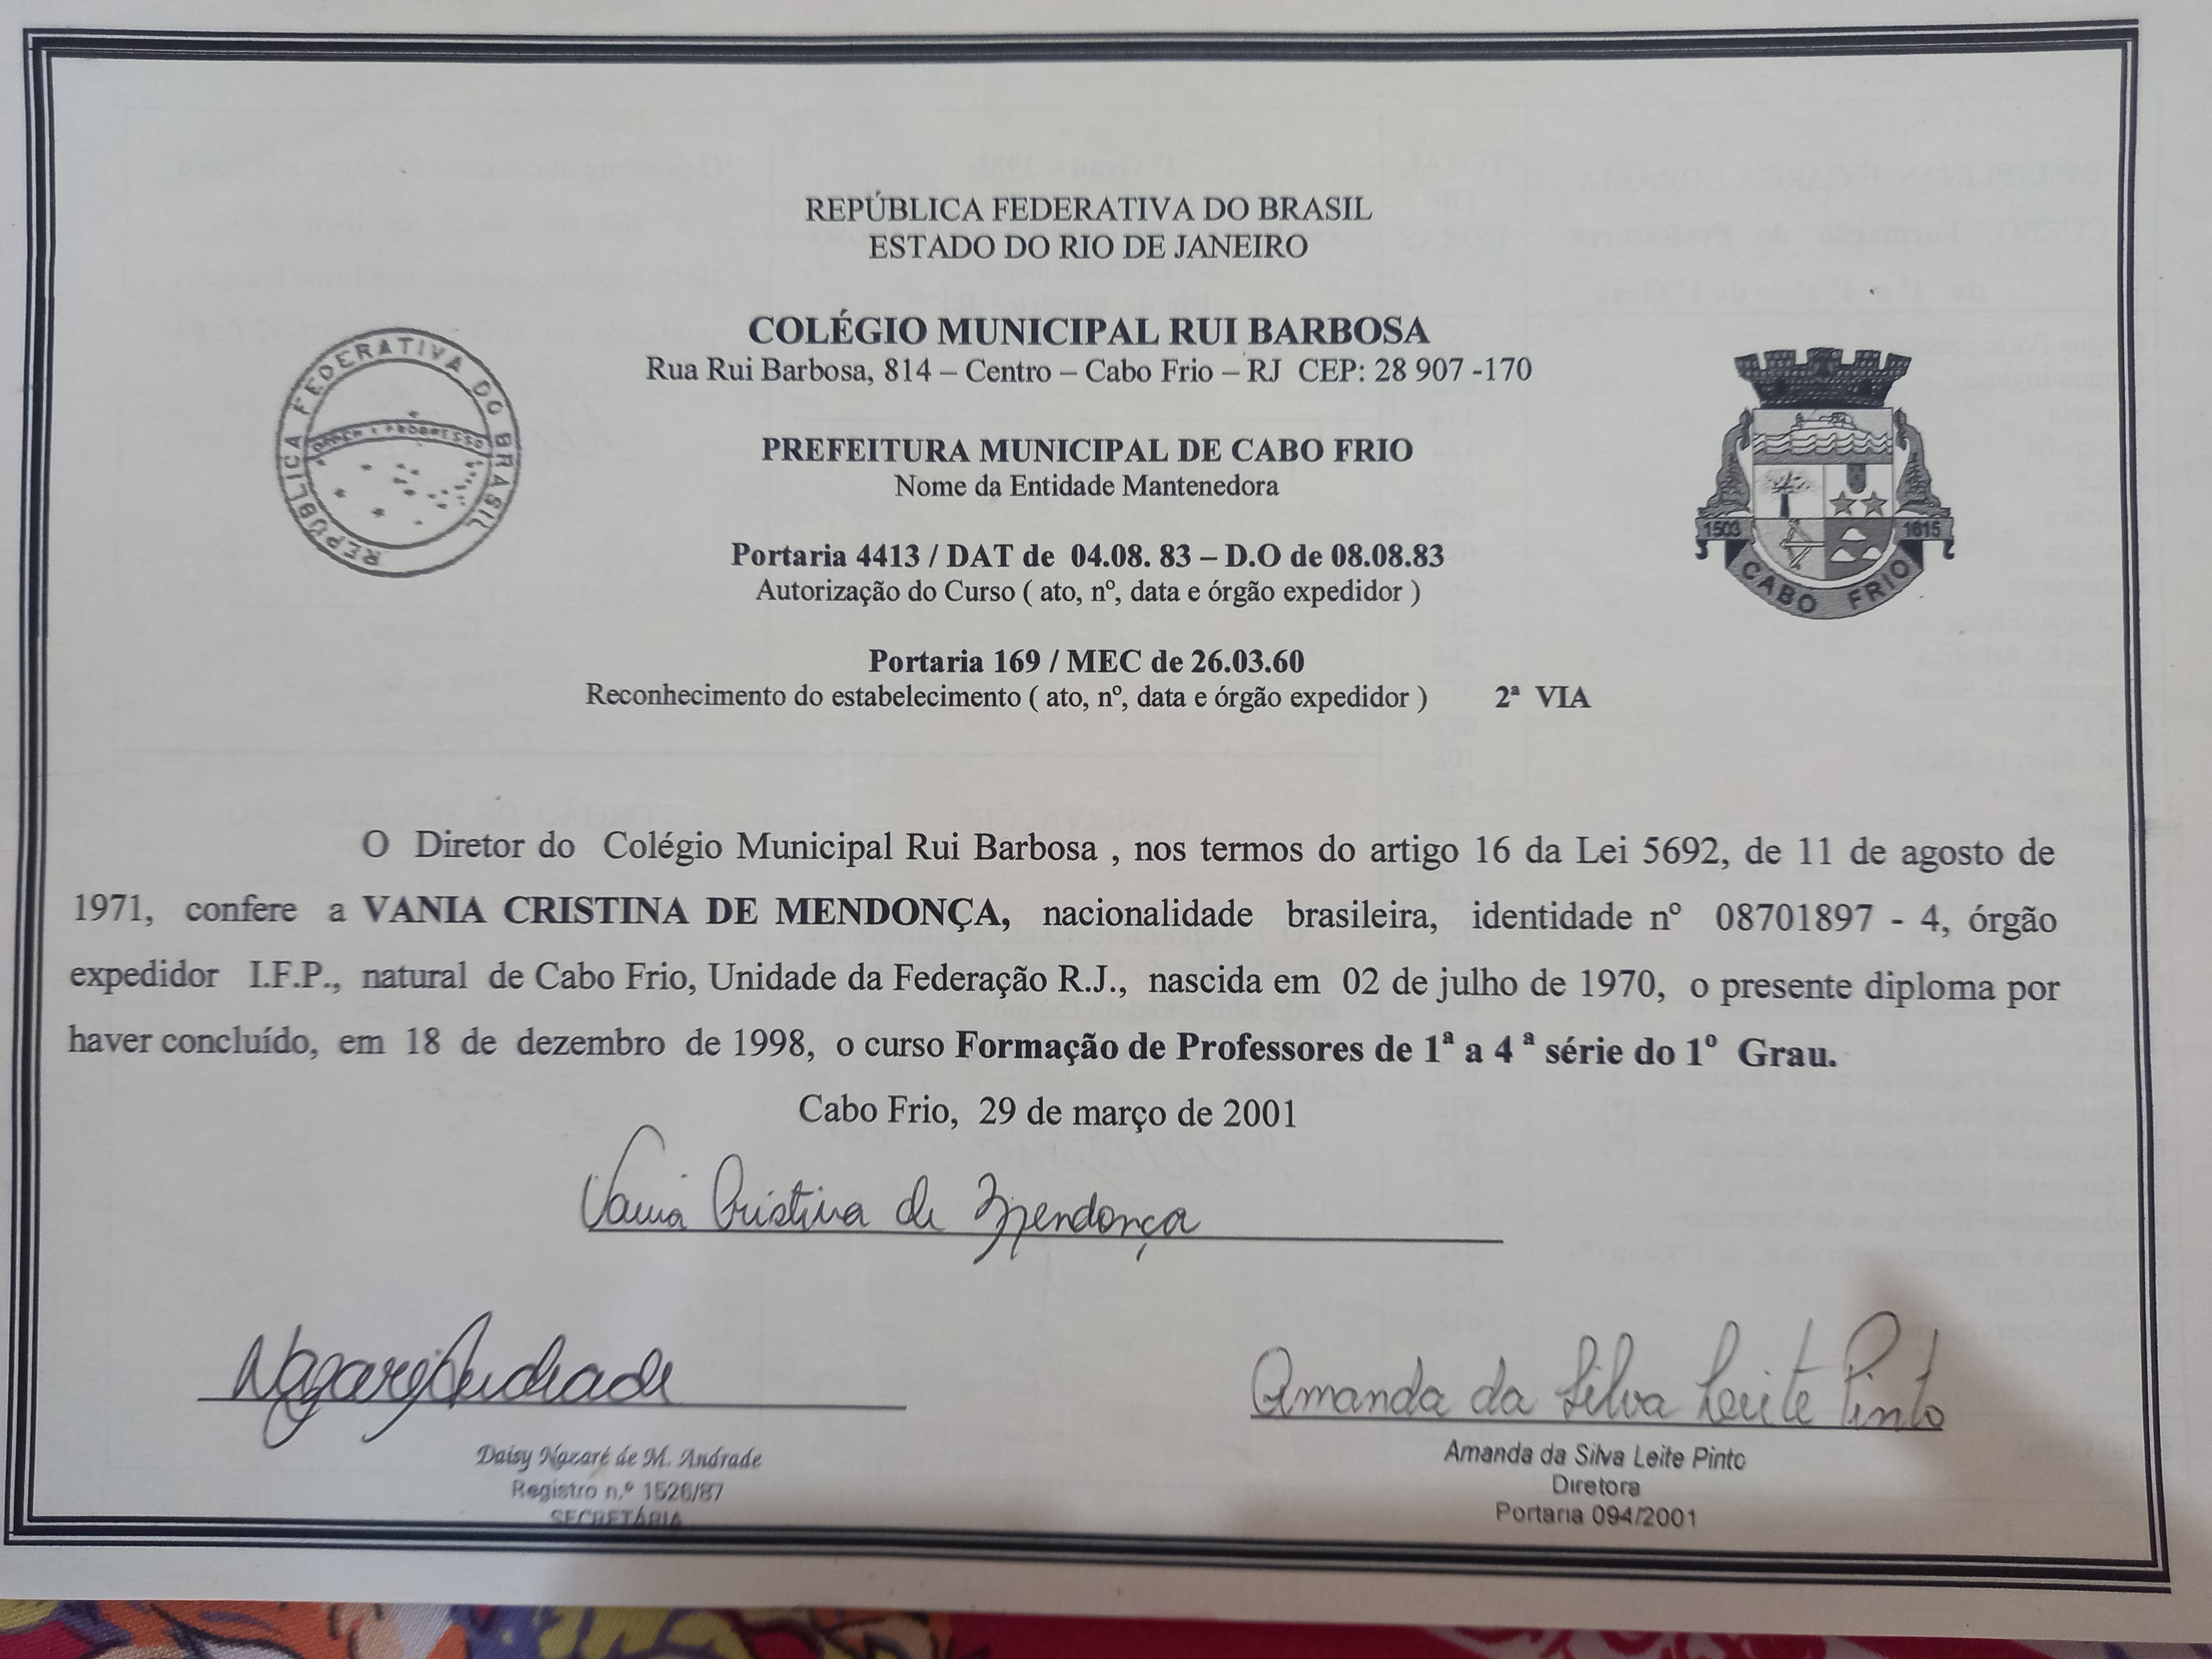 REPÚBLICA FEDERATIVA DO BRASIL
ESTADO DO RIO DE JANEIRO
COLÉGIO MUNICIPAL RUI BARBOSA
Rua Rui Barbosa, 814 – Centro – Cabo Frio – RJ CEP: 28 907 -170
REPÚBLICA FEDERATIVA DO BRASIL
ORDEM E PROGRESSO
PREFEITURA MUNICIPAL DE CABO FRIO
Nome da Entidade Mantenedora
1503 1615
CABO FRIO
Portaria 4413 / DAT de 04.08. 83 – D.O de 08.08.83
Autorização do Curso ( ato, nº, data e órgão expedidor )
Portaria 169 / MEC de 26.03.60
Reconhecimento do estabelecimento ( ato, nº, data e órgão expedidor ) 2ª VIA
O Diretor do Colégio Municipal Rui Barbosa , nos termos do artigo 16 da Lei 5692, de 11 de agosto de
1971, confere a VANIA CRISTINA DE MENDONÇA, nacionalidade brasileira, identidade nº 08701897 - 4, órgão
expedidor I.F.P., natural de Cabo Frio, Unidade da Federação R.J., nascida em 02 de julho de 1970, o presente diploma por
haver concluído, em 18 de dezembro de 1998, o curso Formação de Professores de 1ª a 4 ª série do 1º Grau.
Cabo Frio, 29 de março de 2001
Vania Cristina de Mendonça
Nazaré Andrade
Amanda da Silva Leite Pinto
Daisy Nazaré de M. Andrade
Registro n.º 1526/87
SECRETÁRIA
Amanda da Silva Leite Pinto
Diretora
Portaria 094/2001